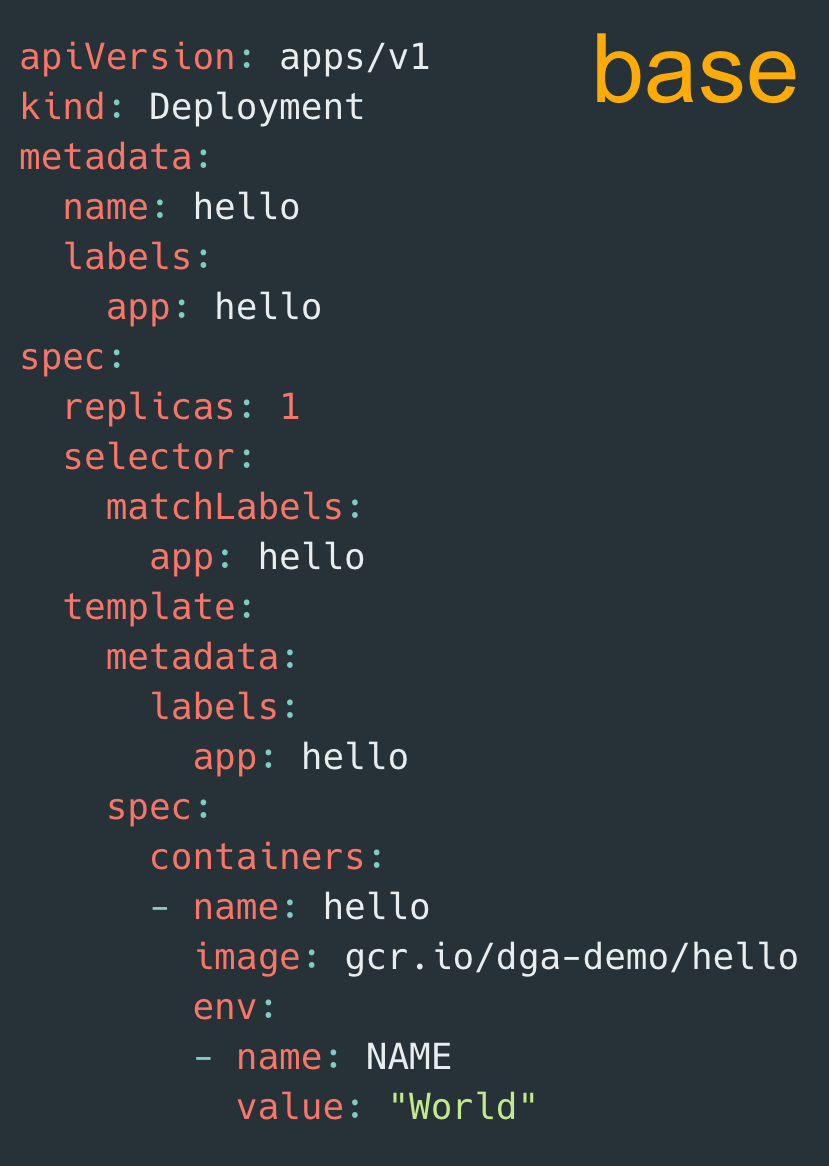 base
apiVersion: apps/v1
kind: Deployment
metadata:
  name: hello
  labels:
    app: hello
spec:
  replicas: 1
  selector:
    matchLabels:
      app: hello
  template:
    metadata:
      labels:
        app: hello
    spec:
      containers:
      - name: hello
        image: gcr.io/dga-demo/hello
        env:
        - name: NAME
          value: "World"